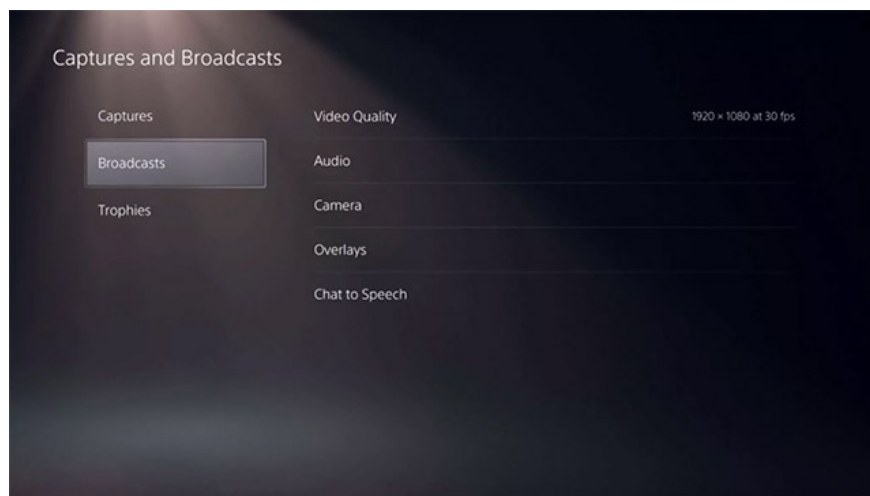 Captures and Broadcasts
Captures
Broadcasts
Trophies
Video Quality 1920 × 1080 at 30 fps
Audio
Camera
Overlays
Chat to Speech